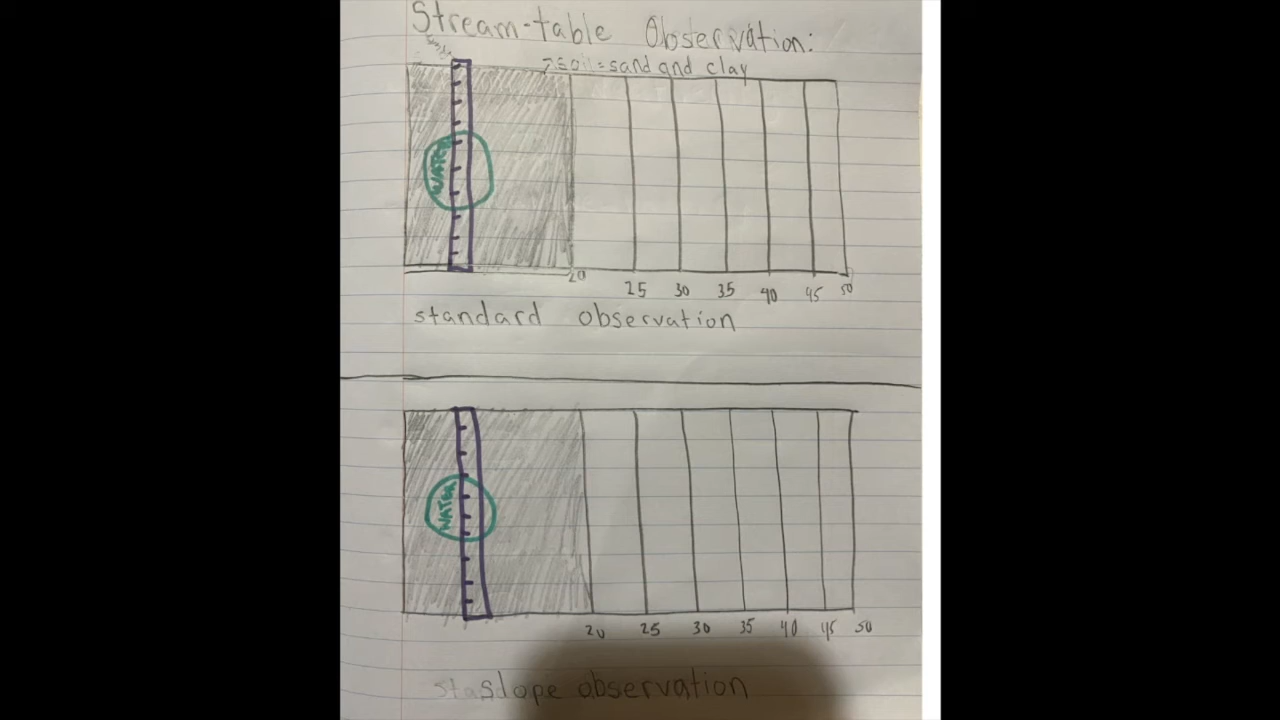 Stream-table Observation:
→soil=sand and clay
WATER
20
25 30 35 40 45 50
standard observation
WATER
20 25 30 35 40 45 50
slope observation